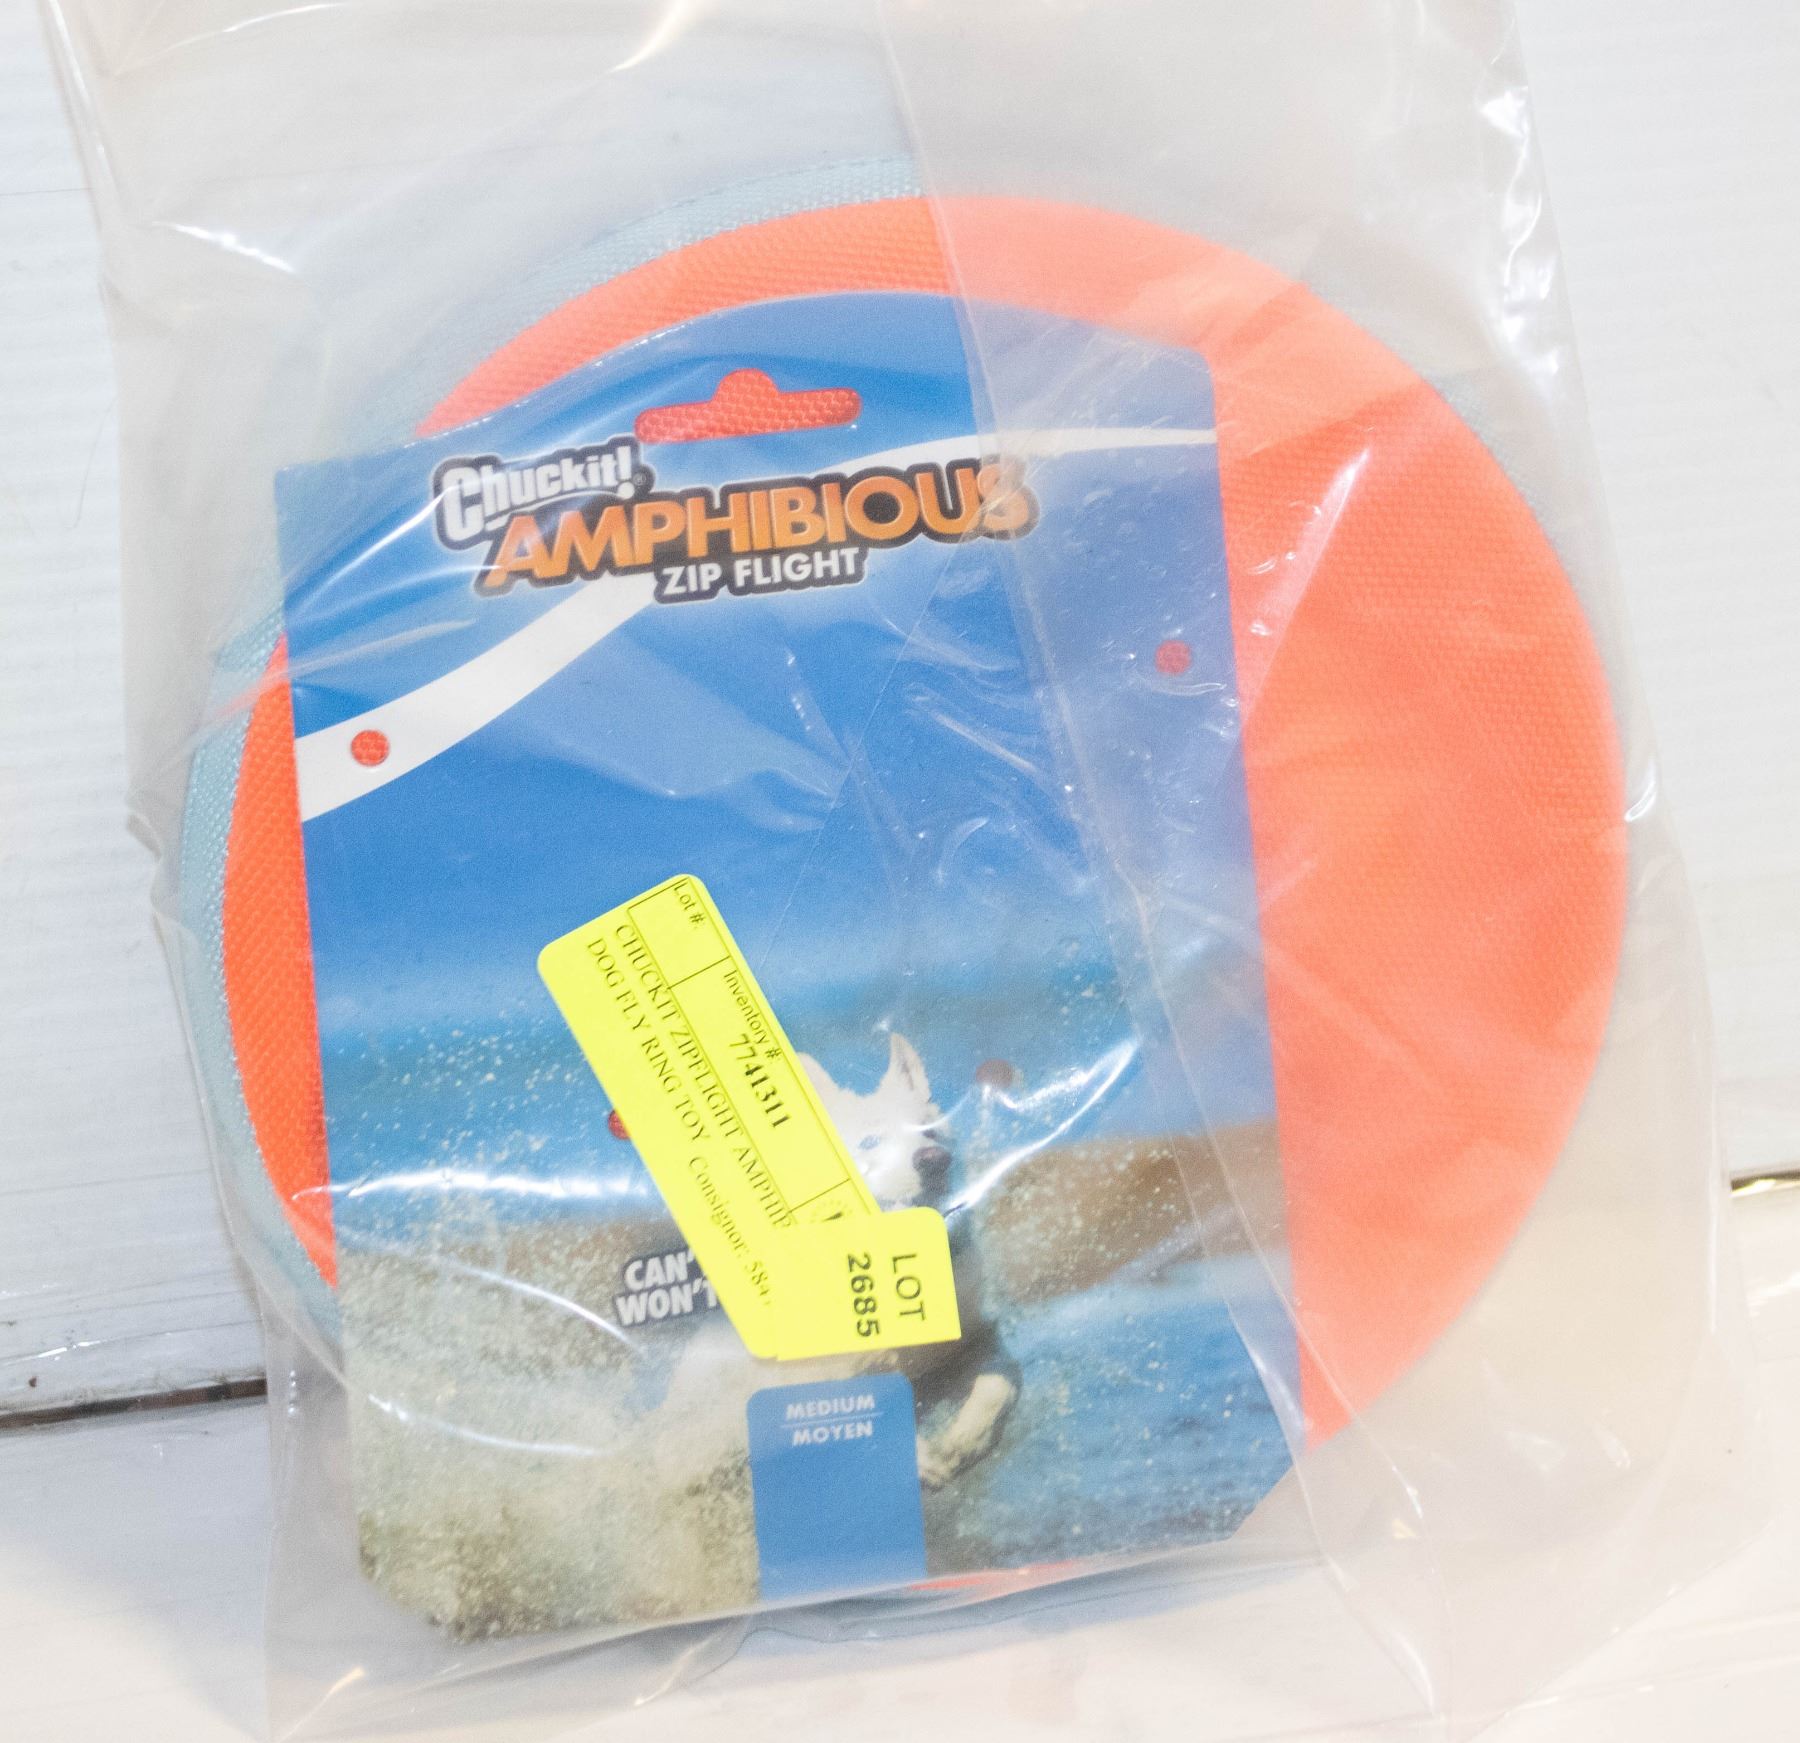 Chuckit!®
AMPHIBIOUS
ZIP FLIGHT
Lot #:
Inventory #:
7741311
CHUCKIT ZIPFLIGHT AMPHIB
DOG FLY RING TOY Consignor: 584
LOT
2685
CAN'
WON'T
MEDIUM
MOYEN